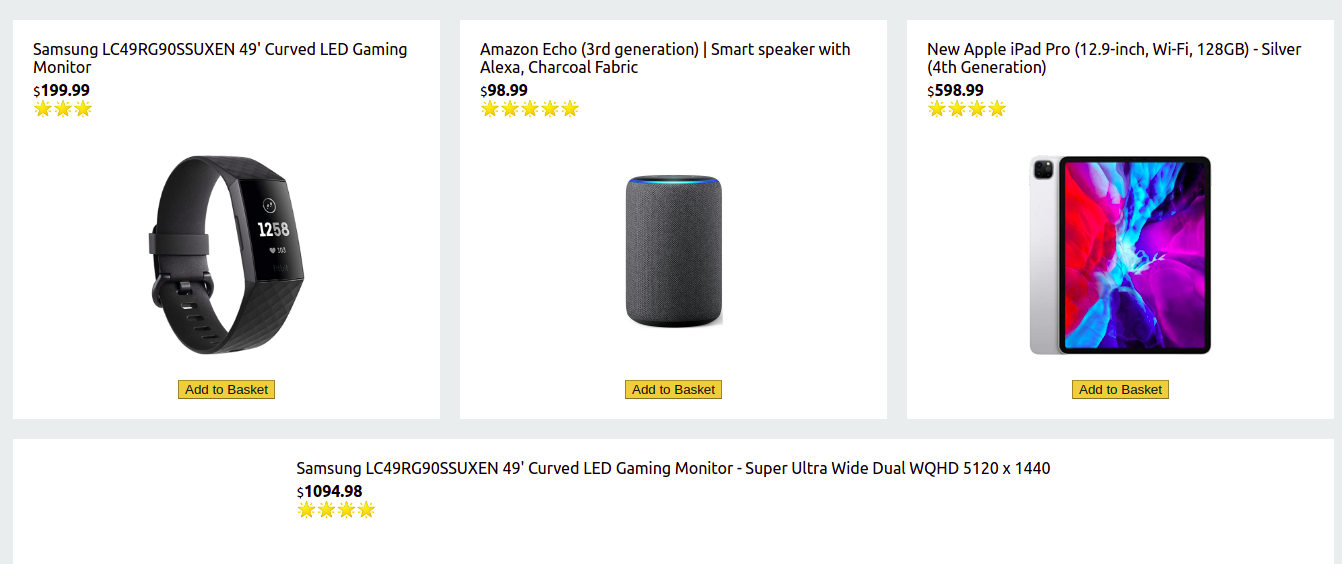 Samsung LC49RG90SSUXEN 49' Curved LED Gaming
Monitor
$199.99
1258
103
Add to Basket
Amazon Echo (3rd generation) | Smart speaker with
Alexa, Charcoal Fabric
$98.99
Add to Basket
New Apple iPad Pro (12.9-inch, Wi-Fi, 128GB) - Silver
(4th Generation)
$598.99
Add to Basket
Samsung LC49RG90SSUXEN 49' Curved LED Gaming Monitor - Super Ultra Wide Dual WQHD 5120 x 1440
$1094.98